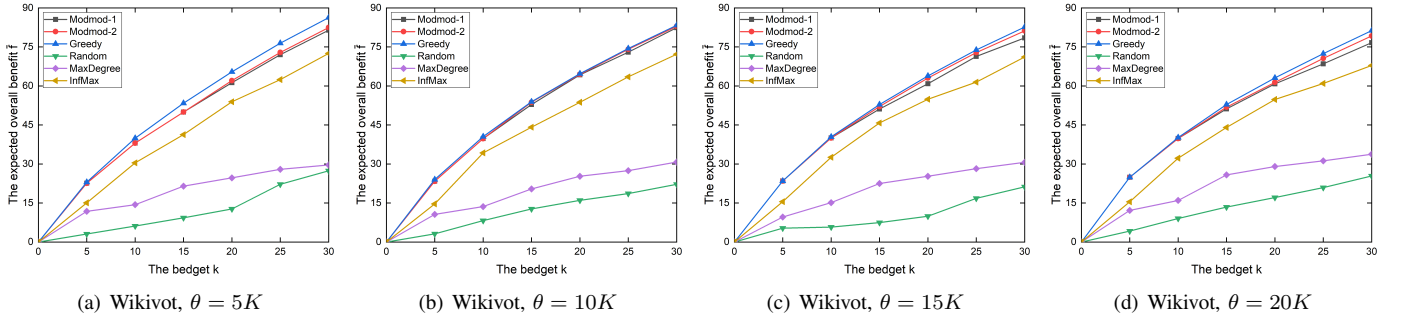 The expected overall benefit f̄
90
75
60
45
30
15
0
Modmod-1
Modmod-2
Greedy
Random
MaxDegree
InfMax
0 5 10 15 20 25 30
The bedget k
(a) Wikivot, θ = 5K
The expected overall benefit f̄
90
75
60
45
30
15
0
Modmod-1
Modmod-2
Greedy
Random
MaxDegree
InfMax
0 5 10 15 20 25 30
The bedget k
(b) Wikivot, θ = 10K
The expected overall benefit f̄
90
75
60
45
30
15
0
Modmod-1
Modmod-2
Greedy
Random
MaxDegree
InfMax
0 5 10 15 20 25 30
The bedget k
(c) Wikivot, θ = 15K
The expected overall benefit f̄
90
75
60
45
30
15
0
Modmod-1
Modmod-2
Greedy
Random
MaxDegree
InfMax
0 5 10 15 20 25 30
The bedget k
(d) Wikivot, θ = 20K